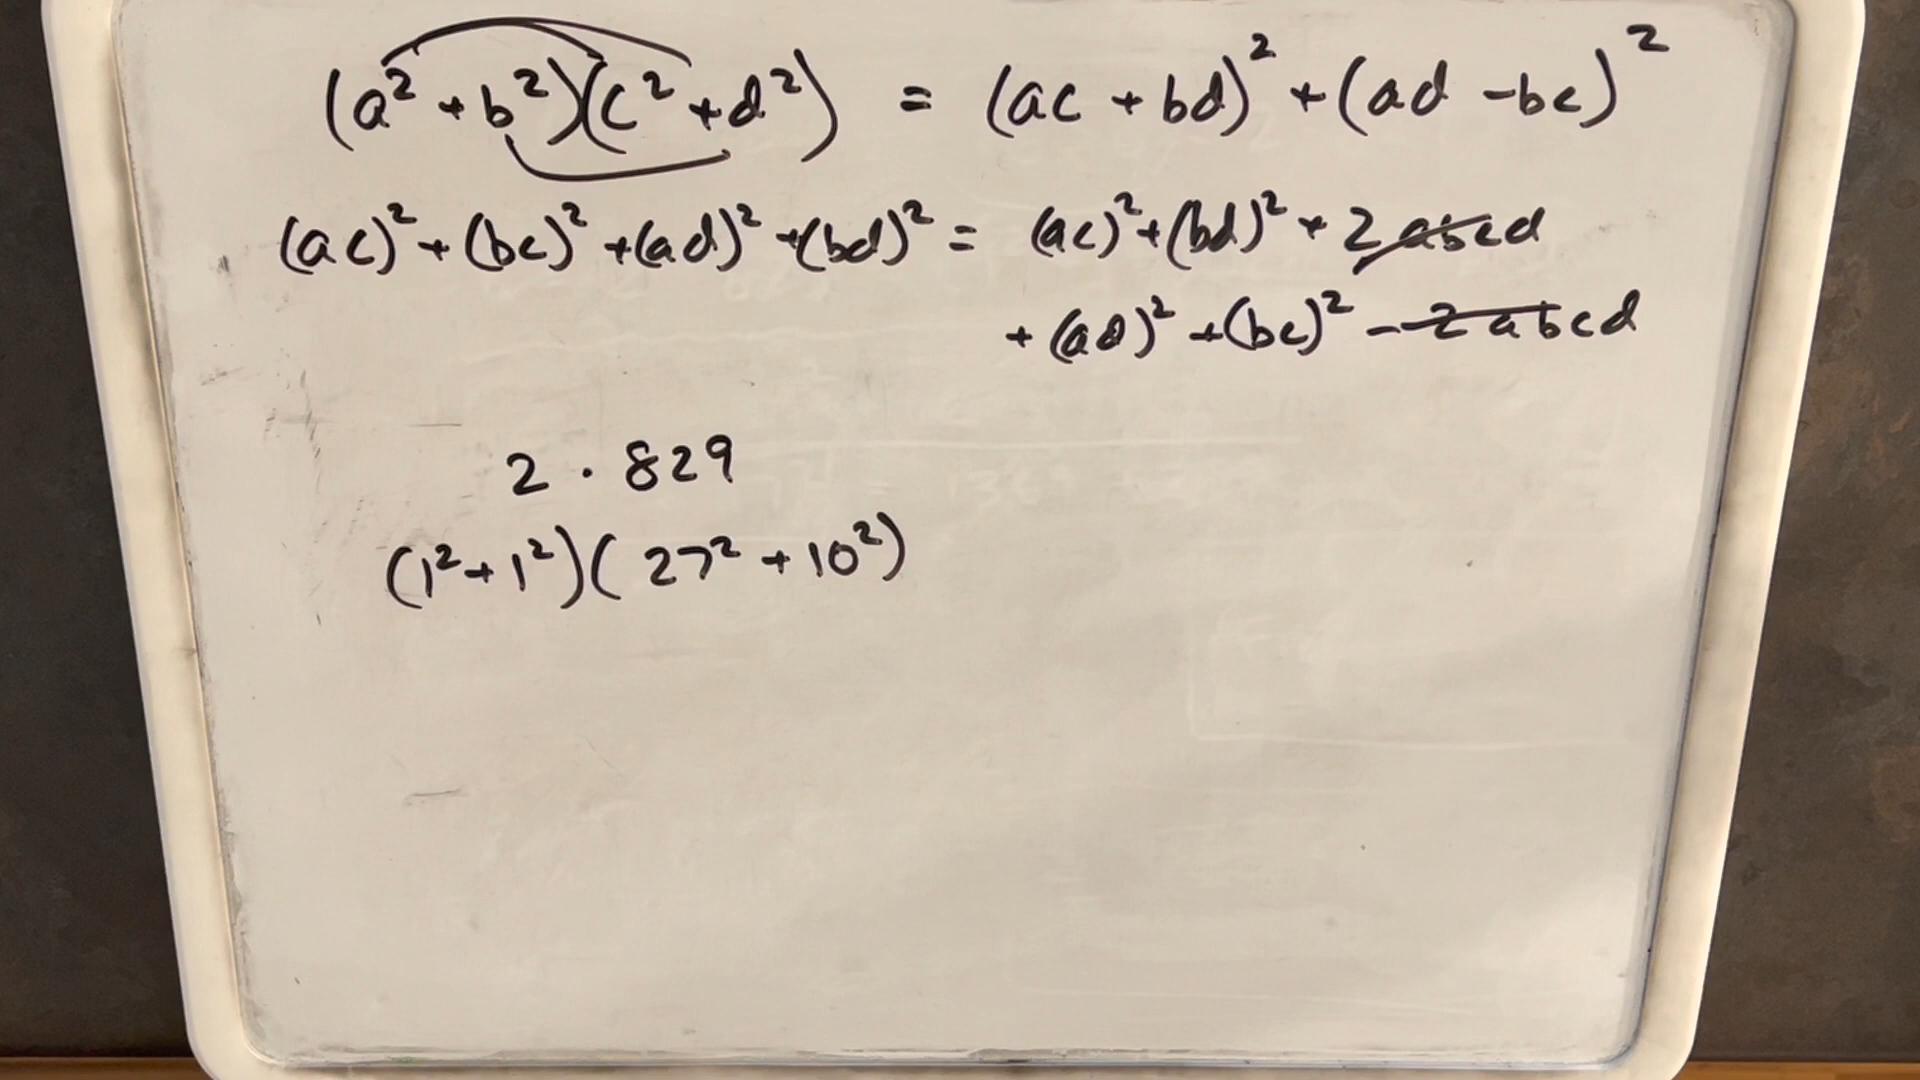 (a² + b²)(c² + d²) = (ac + bd)² + (ad - bc)²
(ac)² + (bc)² + (ad)² + (bd)² = (ac)² + (bd)² + 2abcd
+ (ad)² + (bc)² - 2abcd
2 · 829
(1² + 1²)(27² + 10²)